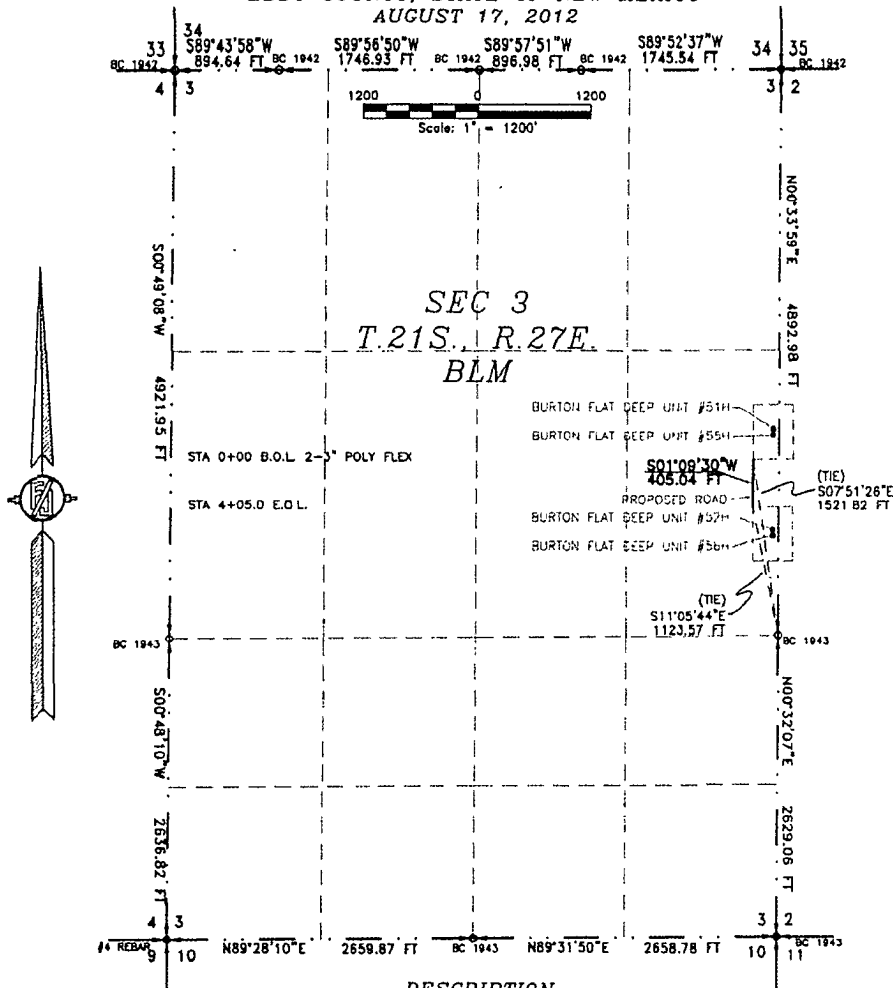 AUGUST 17, 2012
33
34
S89°43'58"W
894.64 FT
S89°56'50"W
1746.93 FT
S89°57'51"W
896.98 FT
S89°52'37"W
1745.54 FT
34
35
BC 1942
BC 1942
BC 1942
BC 1942
4
3
3
2
1200
0
1200
Scale: 1" = 1200'
S00°49'08"W
4921.95 FT
N00°33'59"E
4892.98 FT
SEC 3
T.21S., R.27E.
BLM
BURTON FLAT DEEP UNIT #51H
BURTON FLAT DEEP UNIT #55H
STA 0+00 B.O.L. 2-3" POLY FLEX
S01°09'30"W
405.04 FT
(TIE)
S07°51'26"E
1521.82 FT
STA 4+05.0 E.O.L.
PROPOSED ROAD
BURTON FLAT DEEP UNIT #52H
BURTON FLAT DEEP UNIT #56H
(TIE)
S11°05'44"E
1123.57 FT
BC 1943
BC 1943
S00°48'10"W
2636.82 FT
N00°32'07"E
2629.06 FT
4
3
3
2
#4 REBAR
9
10
N89°28'10"E
2659.87 FT
BC 1943
N89°31'50"E
2658.78 FT
10
11
BC 1943
DESCRIPTION